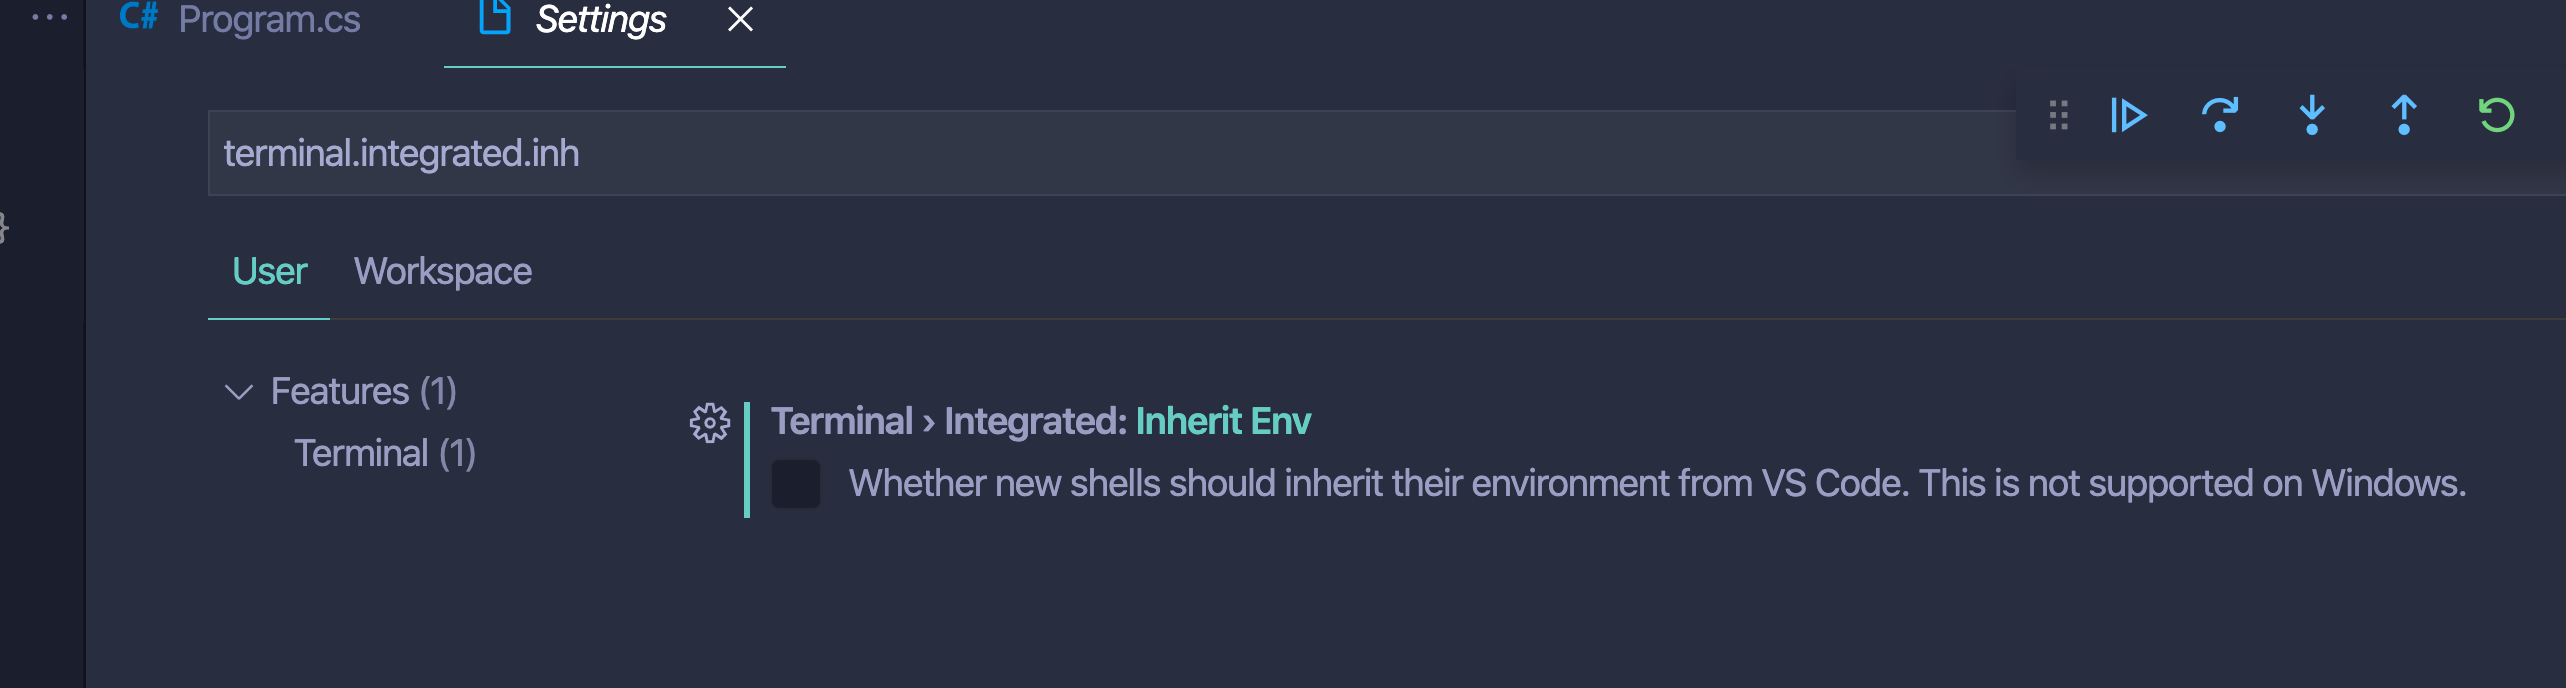 Program.cs
Settings
terminal.integrated.inh
}
User Workspace
Features (1)
Terminal (1)
Terminal › Integrated: Inherit Env
Whether new shells should inherit their environment from VS Code. This is not supported on Windows.